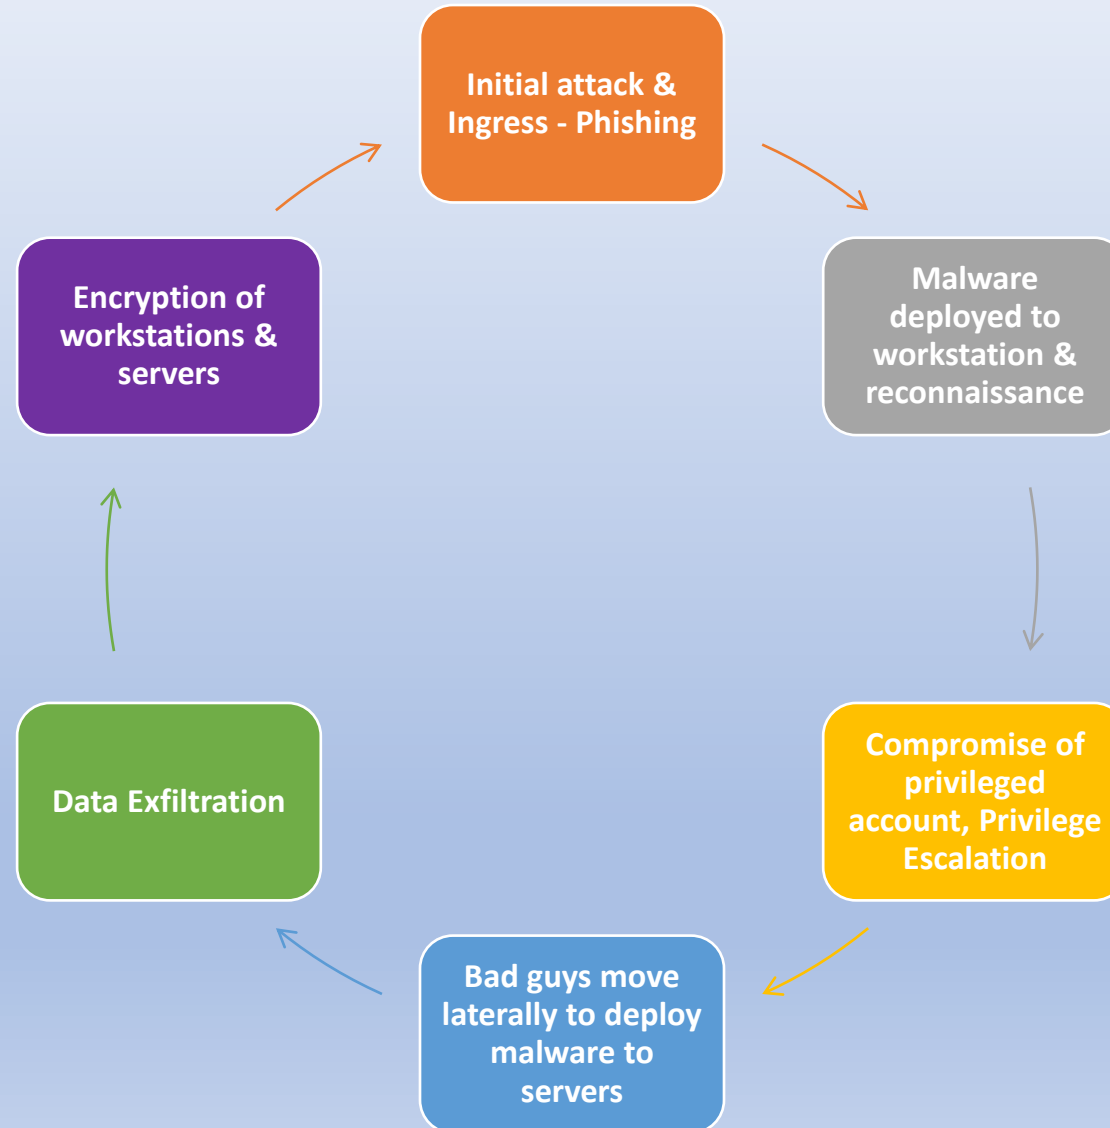 Initial attack &
Ingress - Phishing
Malware
deployed to
workstation &
reconnaissance
Compromise of
privileged
account, Privilege
Escalation
Bad guys move
laterally to deploy
malware to
servers
Data Exfiltration
Encryption of
workstations &
servers